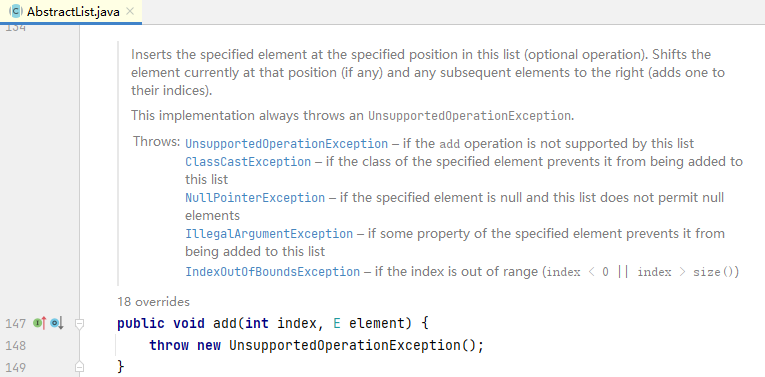 AbstractList.java
134
Inserts the specified element at the specified position in this list (optional operation). Shifts the
element currently at that position (if any) and any subsequent elements to the right (adds one to
their indices).
This implementation always throws an UnsupportedOperationException.
Throws: UnsupportedOperationException – if the add operation is not supported by this list
ClassCastException – if the class of the specified element prevents it from being added to
this list
NullPointerException – if the specified element is null and this list does not permit null
elements
IllegalArgumentException – if some property of the specified element prevents it from
being added to this list
IndexOutOfBoundsException – if the index is out of range (index < 0 || index > size())
18 overrides
147 public void add(int index, E element) {
148 throw new UnsupportedOperationException();
149 }